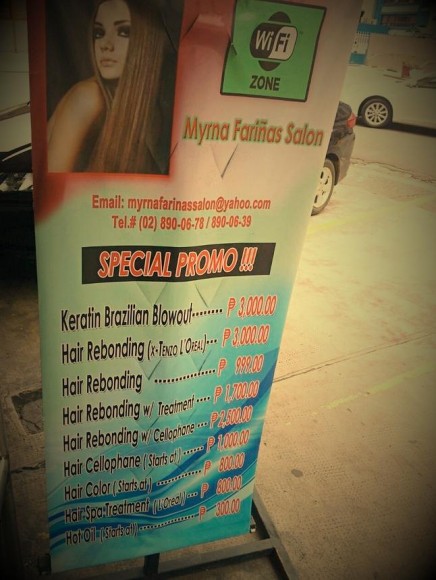 WiFi
ZONE
Myrna Fariñas Salon
Email: myrnafarinassalon@yahoo.com
Tel.# (02) 890-06-78 / 890-06-39
SPECIAL PROMO !!!
Keratin Brazilian Blowout........ ₱ 3,000.00
Hair Rebonding (X-TENZO L'OREAL)... ₱ 3,000.00
Hair Rebonding .............. ₱ 999.00
Hair Rebonding w/ Treatment .... ₱ 1,700.00
Hair Rebonding w/ Cellophane ... ₱ 2,500.00
Hair Cellophane ( Starts at ) ...... ₱ 1,000.00
Hair Color ( Starts at ) ........ ₱ 800.00
Hair Spa Treatment ( L'Oreal ) ... ₱ 800.00
Hot Oil ( Starts at ) ........ ₱ 300.00